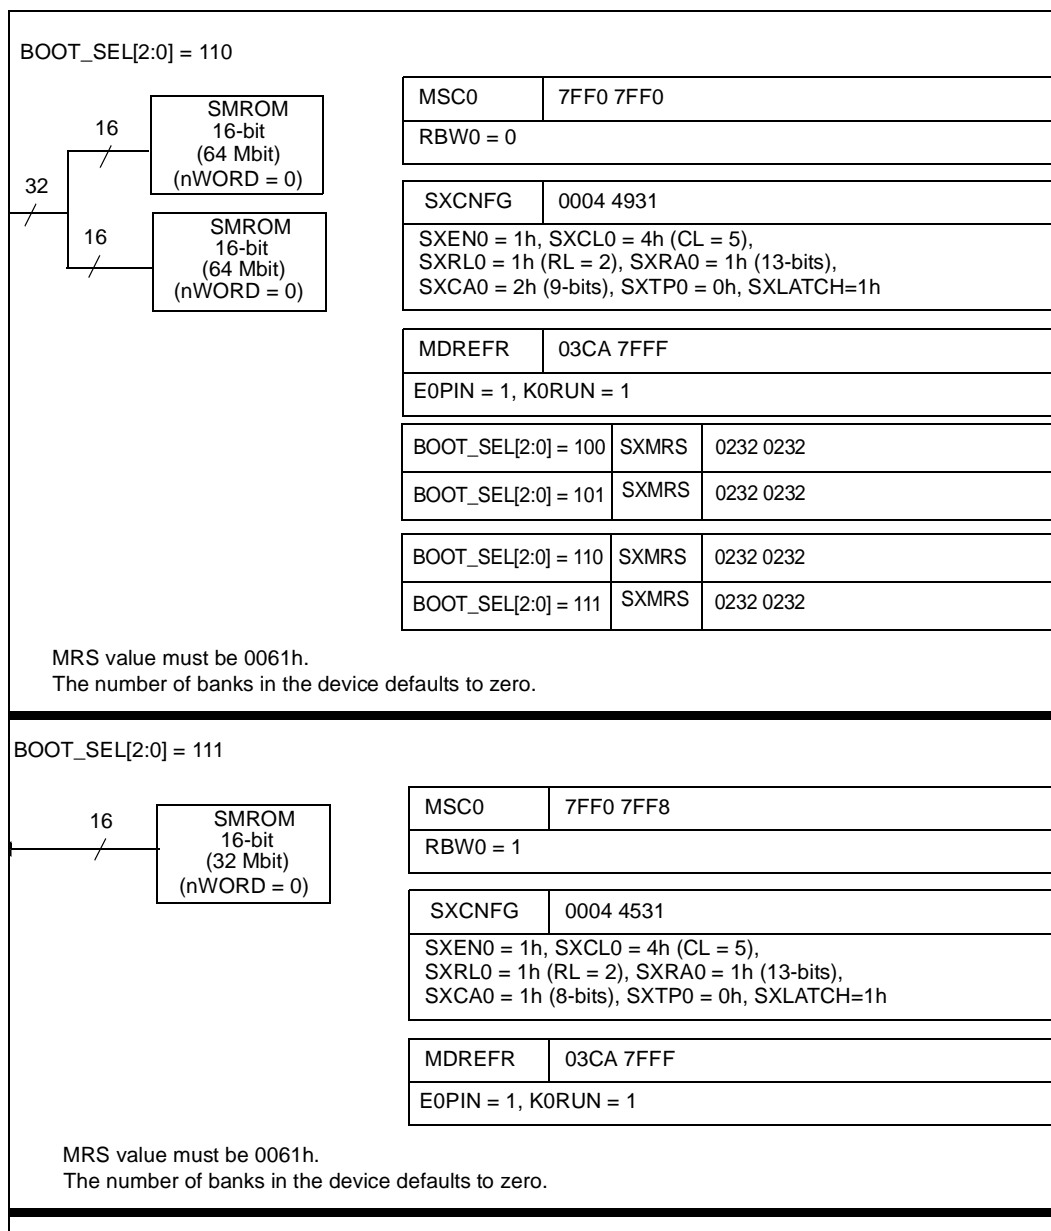 BOOT_SEL[2:0] = 110
32
16
SMROM
16-bit
(64 Mbit)
(nWORD = 0)
16
SMROM
16-bit
(64 Mbit)
(nWORD = 0)
MSC0 7FF0 7FF0
RBW0 = 0
SXCNFG 0004 4931
SXEN0 = 1h, SXCL0 = 4h (CL = 5),
SXRL0 = 1h (RL = 2), SXRA0 = 1h (13-bits),
SXCA0 = 2h (9-bits), SXTP0 = 0h, SXLATCH=1h
MDREFR 03CA 7FFF
E0PIN = 1, K0RUN = 1
BOOT_SEL[2:0] = 100 SXMRS 0232 0232
BOOT_SEL[2:0] = 101 SXMRS 0232 0232
BOOT_SEL[2:0] = 110 SXMRS 0232 0232
BOOT_SEL[2:0] = 111 SXMRS 0232 0232
MRS value must be 0061h.
The number of banks in the device defaults to zero.
BOOT_SEL[2:0] = 111
16
SMROM
16-bit
(32 Mbit)
(nWORD = 0)
MSC0 7FF0 7FF8
RBW0 = 1
SXCNFG 0004 4531
SXEN0 = 1h, SXCL0 = 4h (CL = 5),
SXRL0 = 1h (RL = 2), SXRA0 = 1h (13-bits),
SXCA0 = 1h (8-bits), SXTP0 = 0h, SXLATCH=1h
MDREFR 03CA 7FFF
E0PIN = 1, K0RUN = 1
MRS value must be 0061h.
The number of banks in the device defaults to zero.